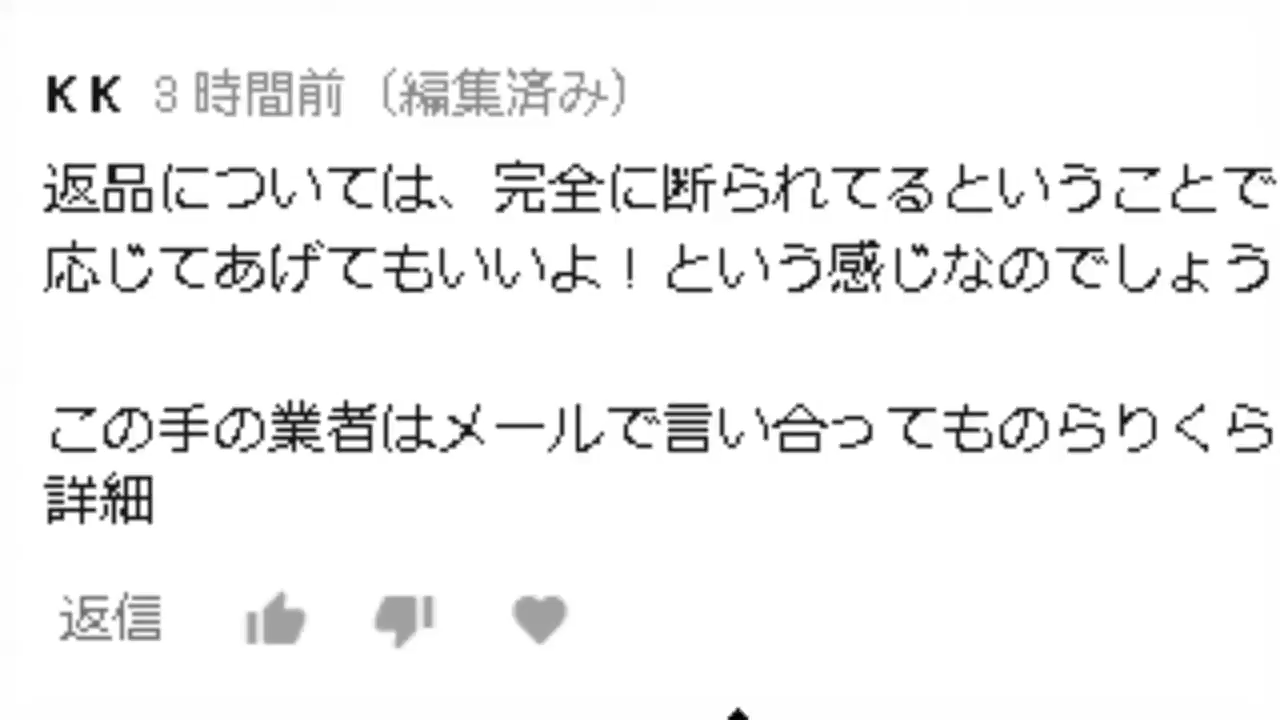 K K 3 時間前（編集済み）
返品については、完全に断られてるということで
応じてあげてもいいよ！という感じなのでしょう
この手の業者はメールで言い合ってものらりくら
詳細
返信